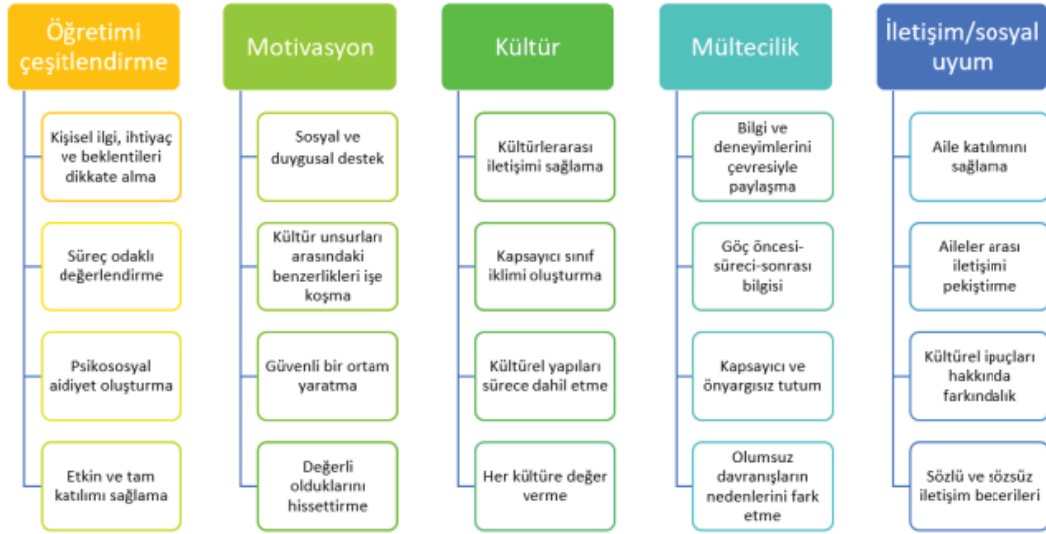 Öğretimi
çeşitlendirme
Kişisel ilgi, ihtiyaç
ve beklentileri
dikkate alma
Süreç odaklı
değerlendirme
Psikososyal
aidiyet oluşturma
Etkin ve tam
katılımı sağlama
Motivasyon
Sosyal ve
duygusal destek
Kültür unsurları
arasındaki
benzerlikleri işe
koşma
Güvenli bir ortam
yaratma
Değerli
olduklarını
hissettirme
Kültür
Kültürlerarası
iletişimi sağlama
Kapsayıcı sınıf
iklimi oluşturma
Kültürel yapıları
sürece dahil etme
Her kültüre değer
verme
Mültecilik
Bilgi ve
deneyimlerini
çevresiyle
paylaşma
Göç öncesi-
süreci-sonrası
bilgisi
Kapsayıcı ve
önyargısız tutum
Olumsuz
davranışların
nedenlerini fark
etme
İletişim/sosyal
uyum
Aile katılımını
sağlama
Aileler arası
iletişimi
pekiştirme
Kültürel ipuçları
hakkında
farkındalık
Sözlü ve sözsüz
iletişim becerileri